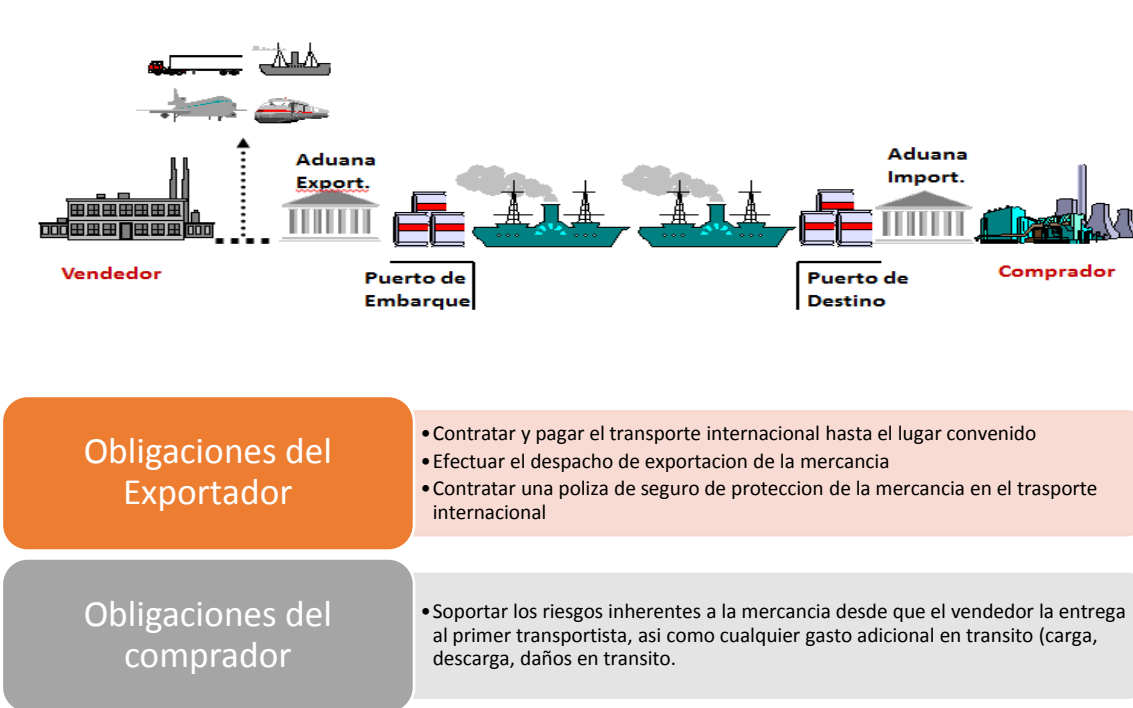 Aduana
Export.
Aduana
Import.
Vendedor
Puerto de
Embarque
Puerto de
Destino
Comprador
Obligaciones del
Exportador
•Contratar y pagar el transporte internacional hasta el lugar convenido
•Efectuar el despacho de exportacion de la mercancia
•Contratar una poliza de seguro de proteccion de la mercancia en el trasporte
internacional
Obligaciones del
comprador
•Soportar los riesgos inherentes a la mercancia desde que el vendedor la entrega
al primer transportista, asi como cualquier gasto adicional en transito (carga,
descarga, daños en transito.